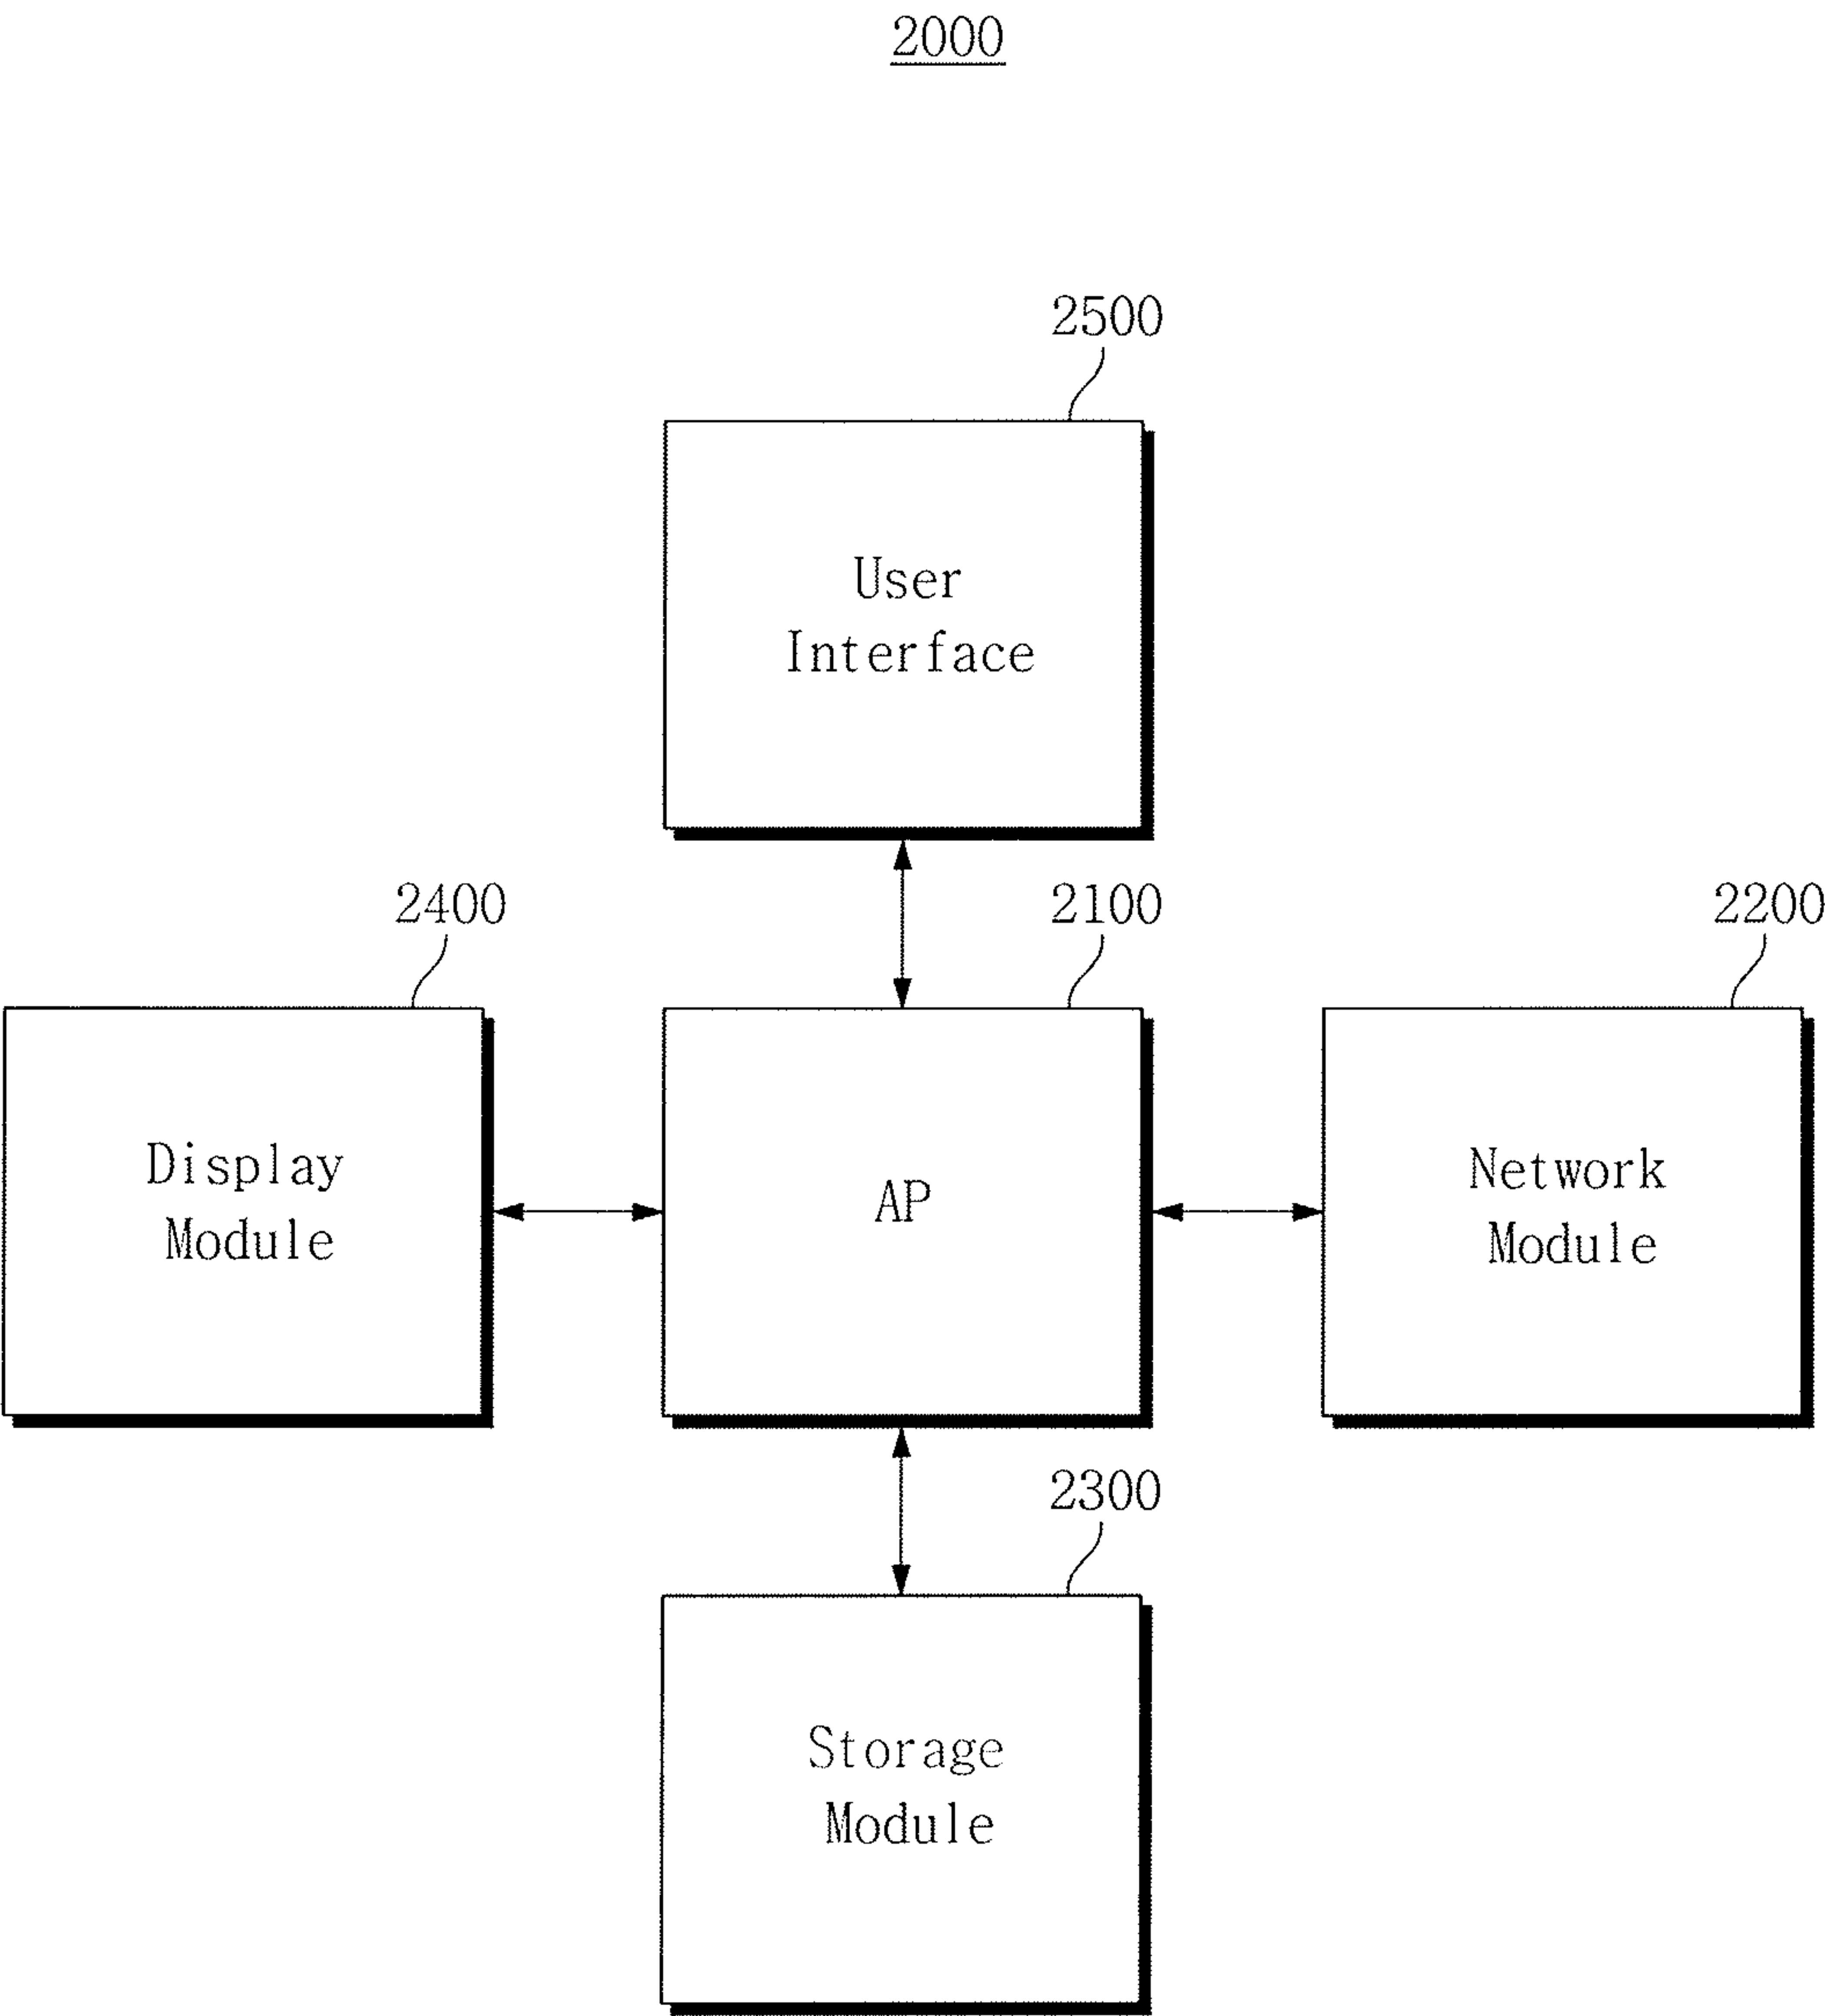 2000
2500
User
Interface
2400
2100
2200
Display
Module
AP
Network
Module
2300
Storage
Module